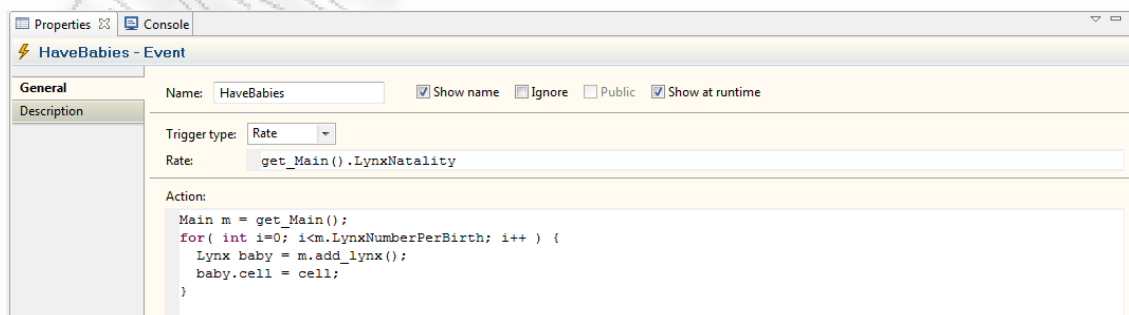 Properties Console
HaveBabies - Event
General
Name: HaveBabies Show name Ignore Public Show at runtime
Description
Trigger type: Rate
Rate: get_Main().LynxNatality
Action:
Main m = get_Main();
for( int i=0; i<m.LynxNumberPerBirth; i++ ) {
Lynx baby = m.add_lynx();
baby.cell = cell;
}